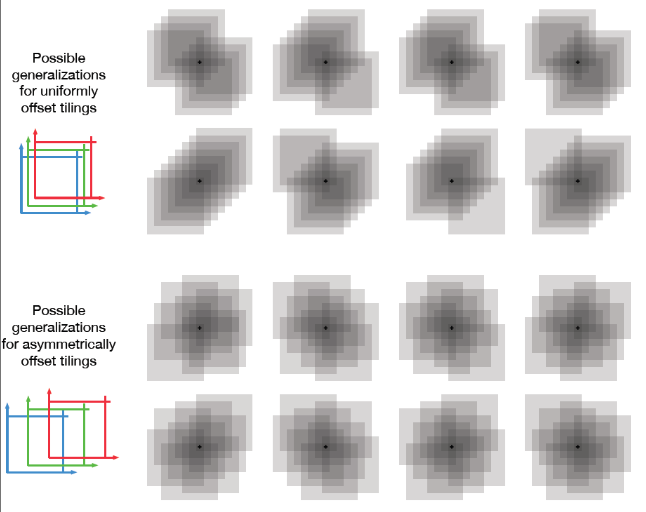 Possible
generalizations
for uniformly
offset tilings
Possible
generalizations
for asymmetrically
offset tilings